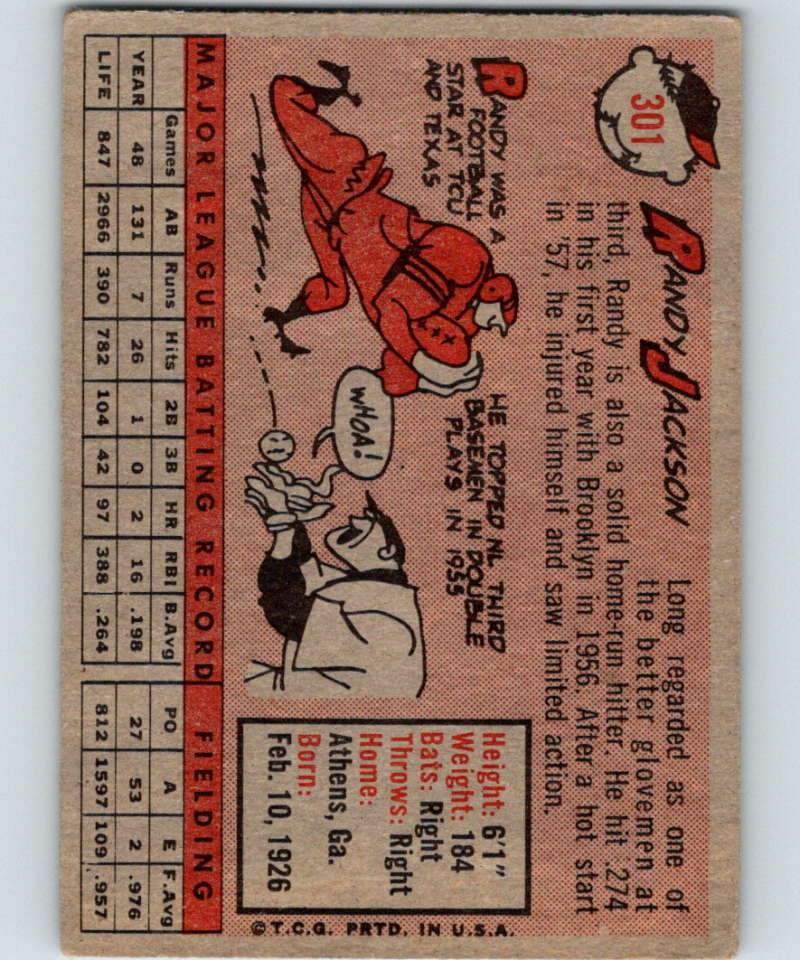 301
RANDY JACKSON
Long regarded as one of
the better glovemen at
third, Randy is also a solid home-run hitter. He hit .274
in his first year with Brooklyn in 1956. After a hot start
in '57, he injured himself and saw limited action.
RANDY WAS A
FOOTBALL
STAR AT TCU
AND TEXAS
HE TOPPED NL THIRD
BASEMEN IN DOUBLE
PLAYS IN 1955
WHOA!
Height: 6'1"
Weight: 184
Bats: Right
Throws: Right
Home:
Athens, Ga.
Born:
Feb. 10, 1926
©T.C.G. PRTD. IN U.S.A.
MAJOR LEAGUE BATTING RECORD FIELDING
Games AB Runs Hits 2B 3B HR RBI B.Avg PO A E F.Avg
YEAR 48 131 7 26 1 0 2 16 .198 27 53 2 .976
LIFE 847 2966 390 782 104 42 97 388 .264 812 1597 109 .957